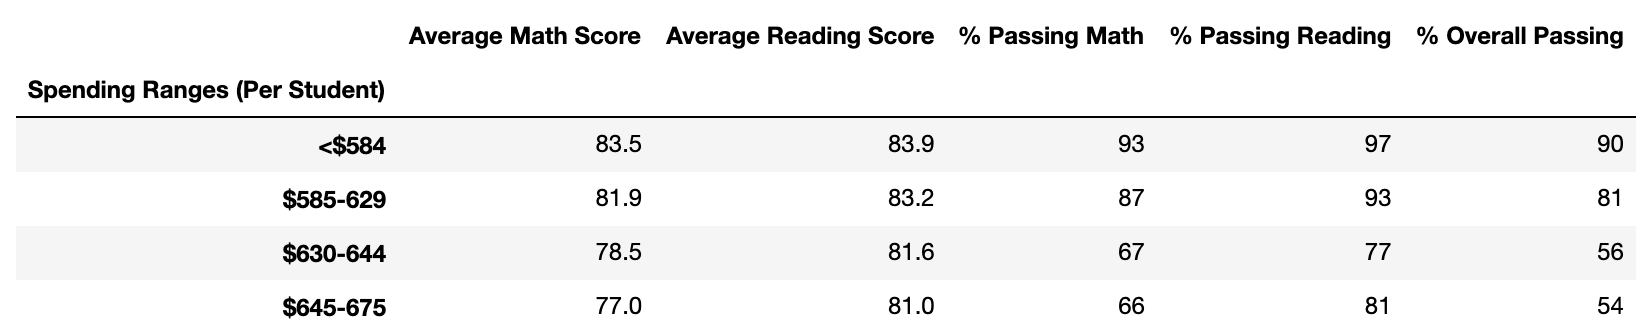 Average Math Score Average Reading Score % Passing Math % Passing Reading % Overall Passing
Spending Ranges (Per Student)
<$584 83.5 83.9 93 97 90
$585-629 81.9 83.2 87 93 81
$630-644 78.5 81.6 67 77 56
$645-675 77.0 81.0 66 81 54